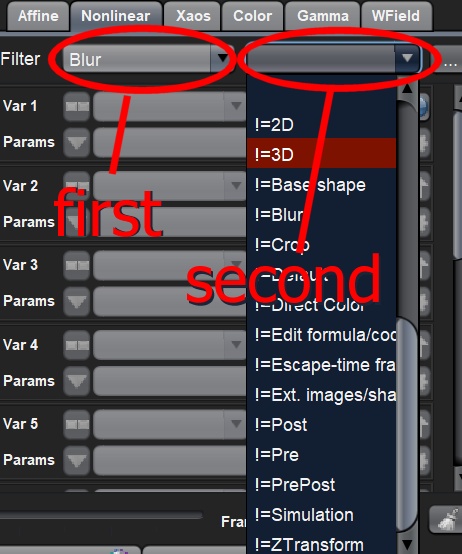 Affine Nonlinear Xaos Color Gamma WField
Filter Blur ...
Var 1
Params
Var 2
Params
Var 3
Params
Var 4
Params
Var 5
Params
first
second
!=2D
!=3D
!=Base shape
!=Blur
!=Crop
!=Default
!=Direct Color
!=Edit formula/coo
!=Escape-time fra
!=Ext. images/sha
!=Post
!=Pre
!=PrePost
!=Simulation
!=ZTransform
Fra